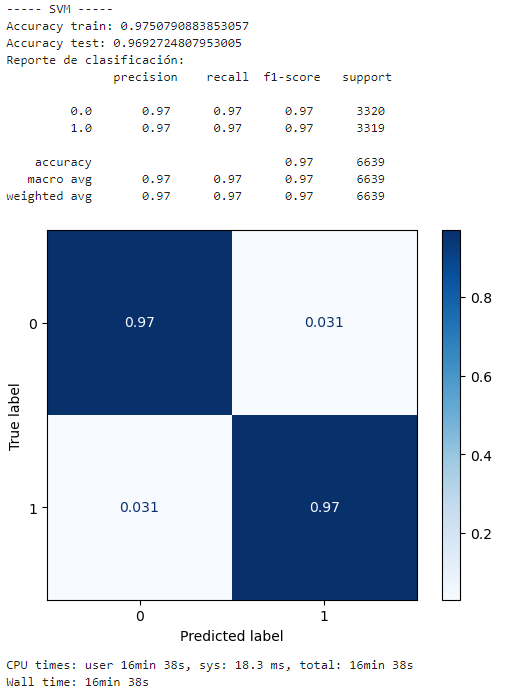 ----- SVM -----
Accuracy train: 0.9750790883853057
Accuracy test: 0.9692724807953005
Reporte de clasificación:
precision recall f1-score support
0.0 0.97 0.97 0.97 3320
1.0 0.97 0.97 0.97 3319
accuracy 0.97 6639
macro avg 0.97 0.97 0.97 6639
weighted avg 0.97 0.97 0.97 6639
0.8
0 0.97 0.031
0.6
True label
0.4
1 0.031 0.97
0.2
0 1
Predicted label
CPU times: user 16min 38s, sys: 18.3 ms, total: 16min 38s
Wall time: 16min 38s